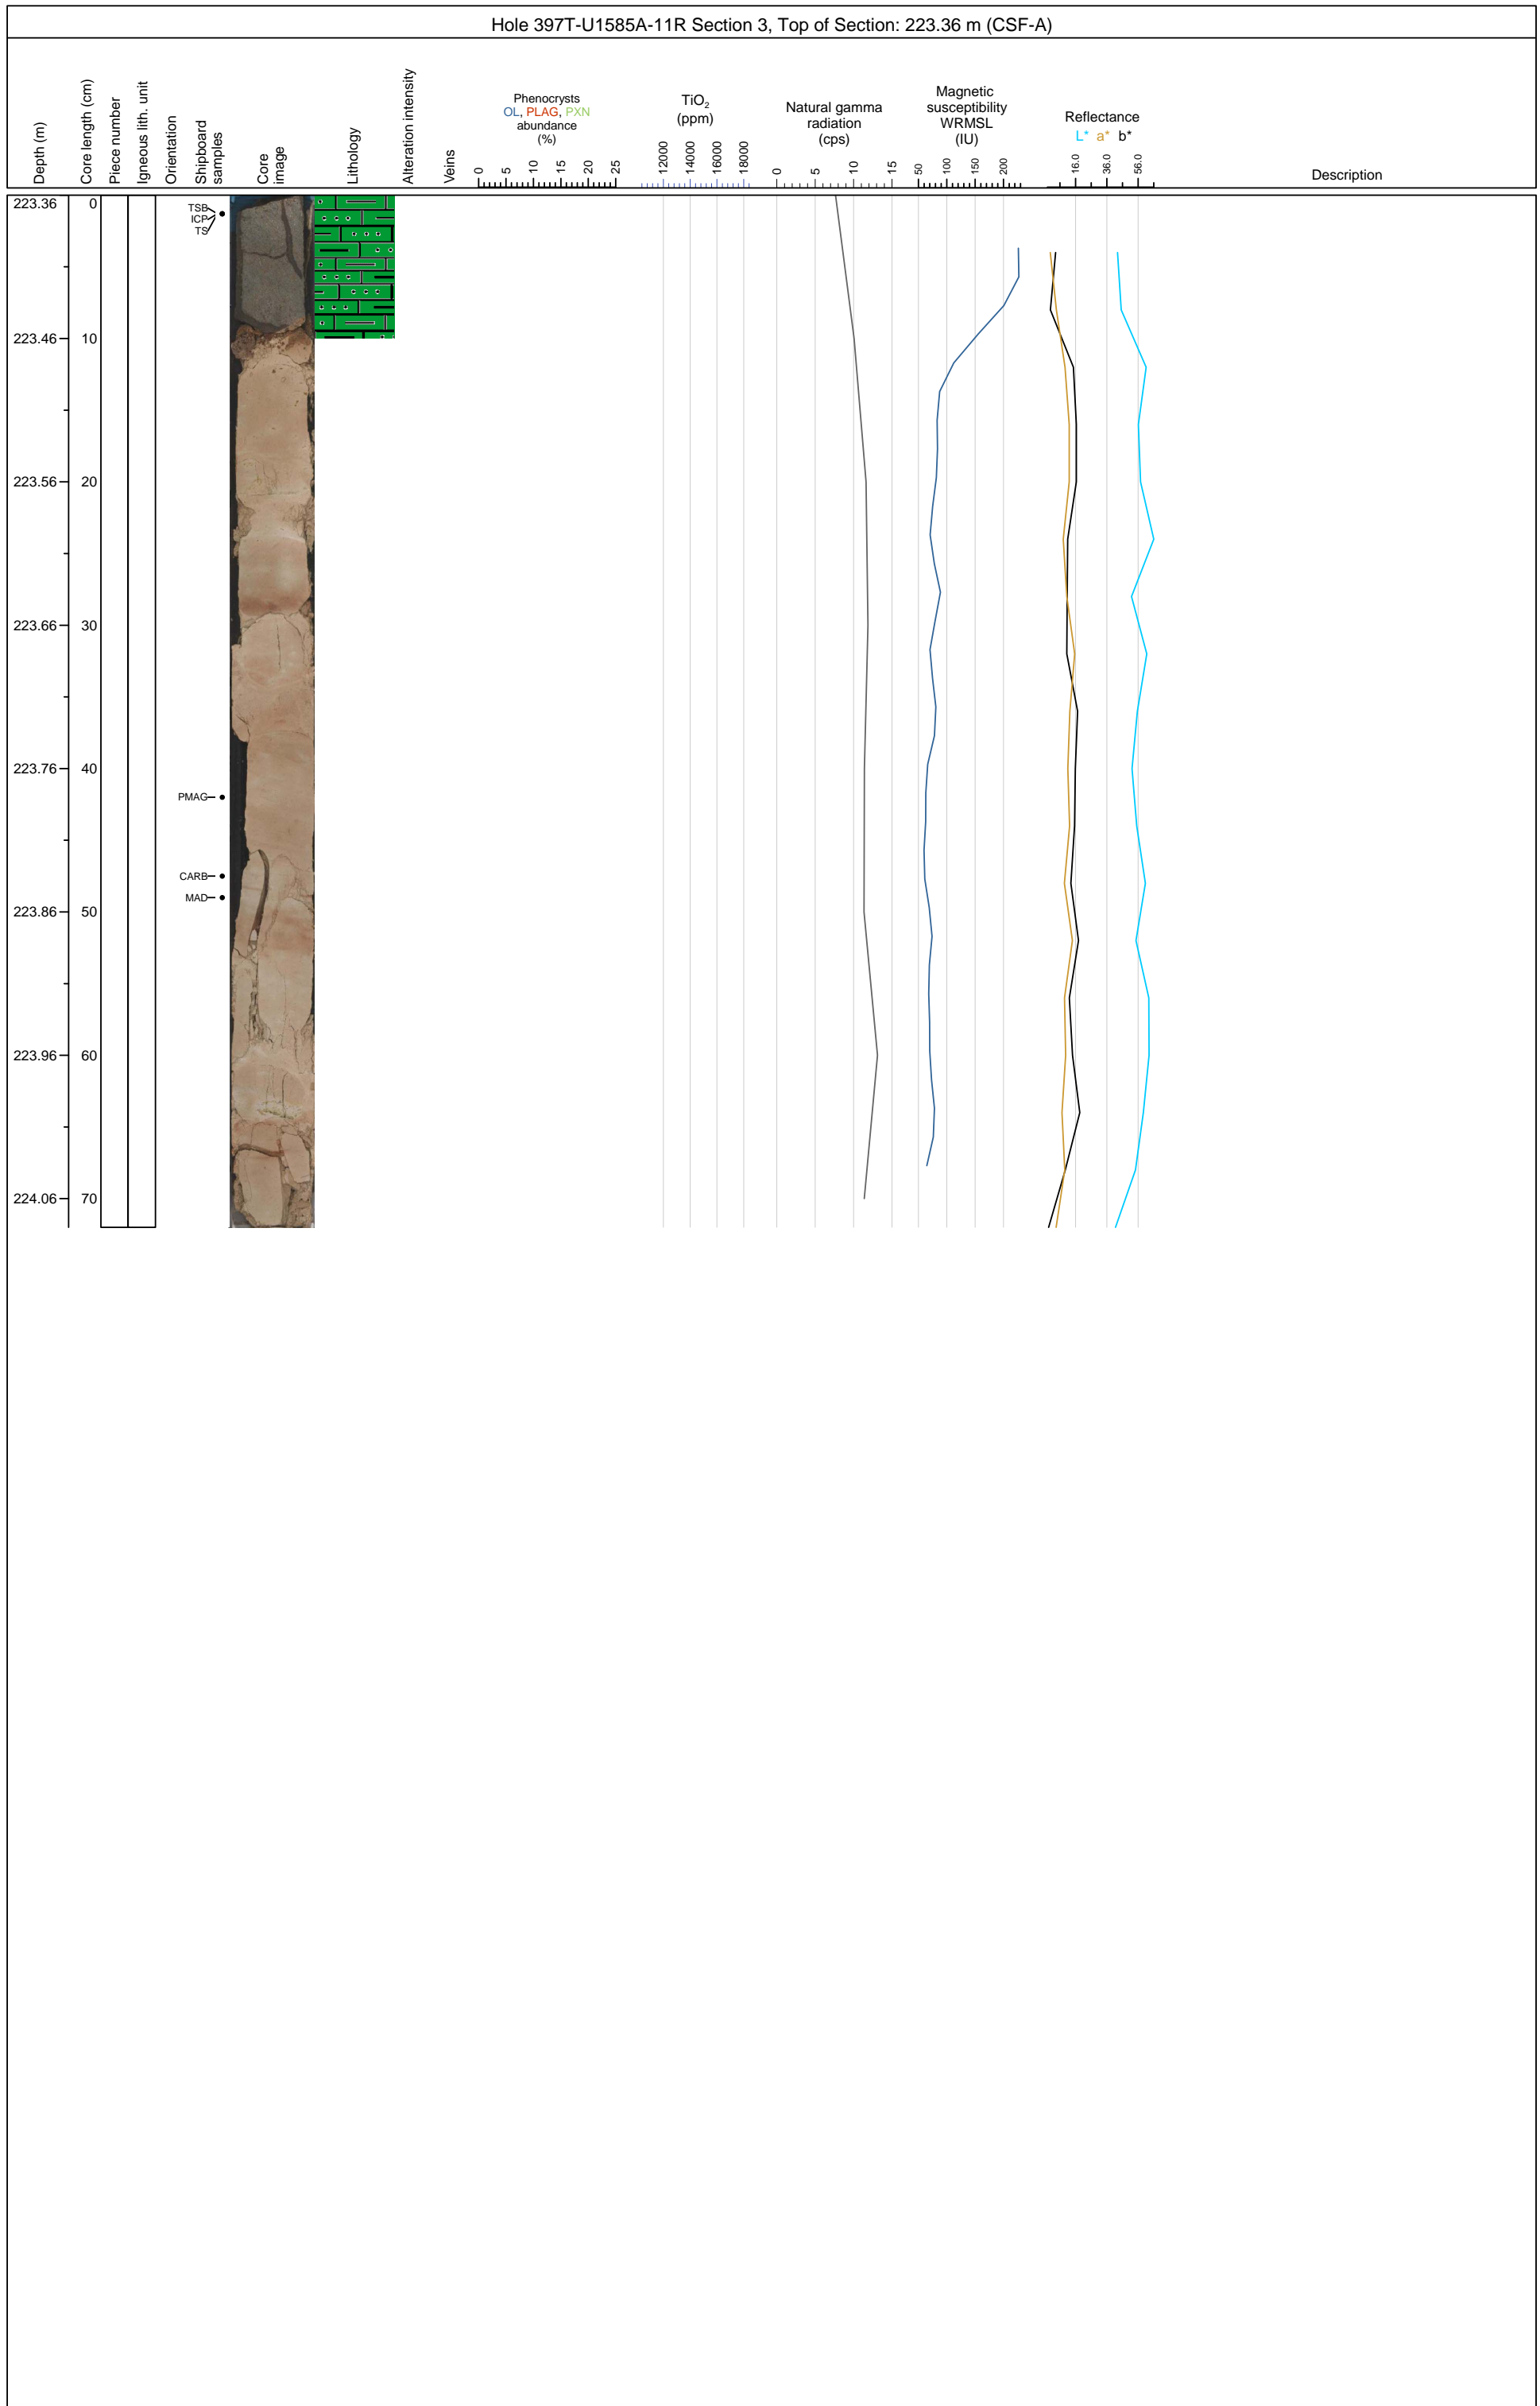 Hole 397T-U1585A-11R Section 3, Top of Section: 223.36 m (CSF-A)
Depth (m)
Core length (cm)
Piece number
Igneous lith. unit
Orientation
Shipboard
samples
Core
image
Lithology
Alteration intensity
Veins
Phenocrysts
OL, PLAG, PXN
abundance
(%)
0 5 10 15 20 25
TiO2
(ppm)
12000 14000 16000 18000
Natural gamma
radiation
(cps)
0 5 10 15
Magnetic
susceptibility
WRMSL
(IU)
50 100 150 200
Reflectance
L* a* b*
16.0 36.0 56.0
Description
223.36 0
TSB
ICP
TS
223.46 10
223.56 20
223.66 30
223.76 40
PMAG
CARB
MAD
223.86 50
223.96 60
224.06 70